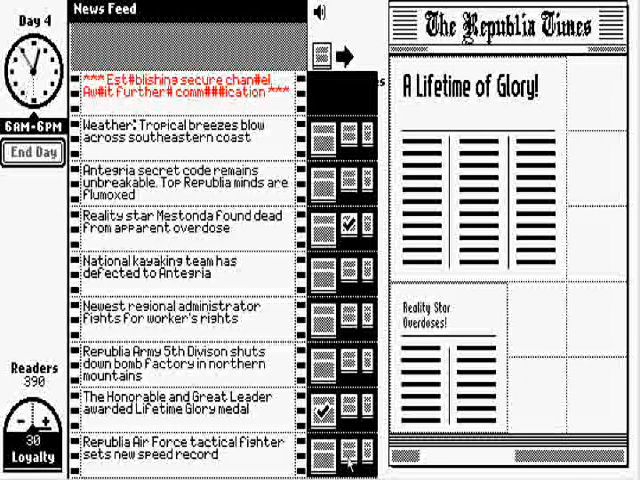 Day 4
6AM-6PM
End Day
Readers
390
- +
30
Loyalty
News Feed
*** Est#blishing secure chan#el.
Aw#it further# comm###ication ***
Weather: Tropical breezes blow
across southeastern coast
Antegria secret code remains
unbreakable. Top Republia minds are
flumoxed
Reality star Mestonda found dead
from apparent overdose
National kayaking team has
defected to Antegria
Newest regional administrator
fights for worker's rights
Republia Army 5th Divison shuts
down bomb factory in northern
mountains
The Honorable and Great Leader
awarded Lifetime Glory medal
Republia Air Force tactical fighter
sets new speed record
The Republia Times
A Lifetime of Glory!
Reality Star
Overdoses!